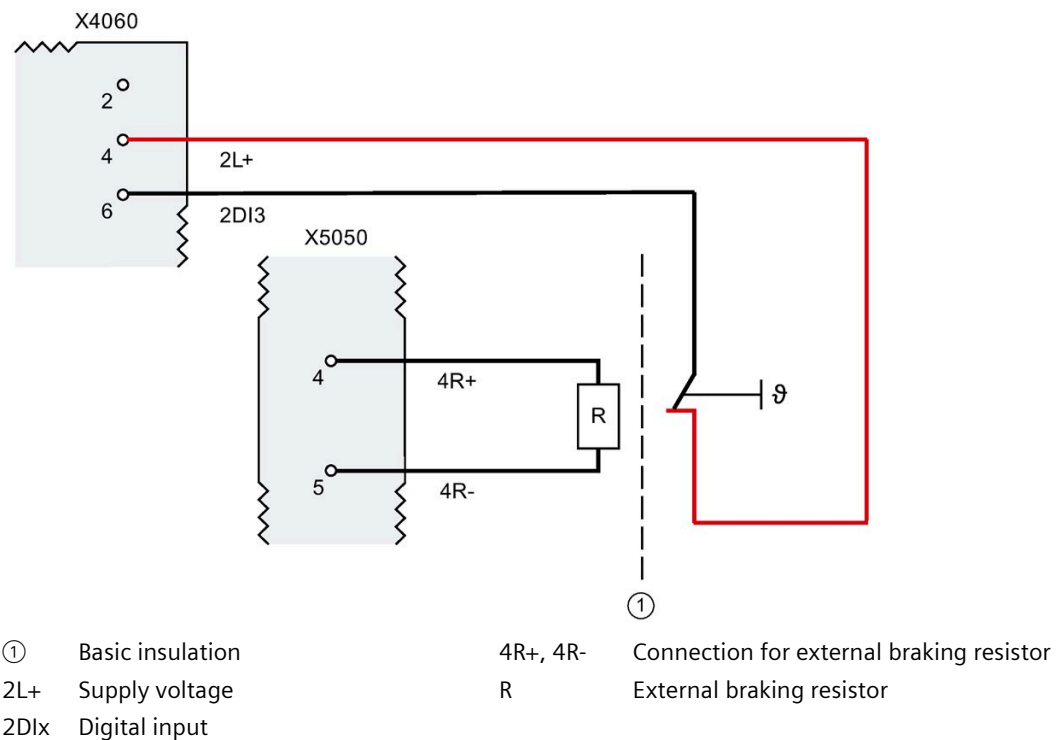 X4060
2
4
2L+
6
2DI3
X5050
4
4R+
R
ϑ
5
4R-
①
① Basic insulation 4R+, 4R- Connection for external braking resistor
2L+ Supply voltage R External braking resistor
2DIx Digital input